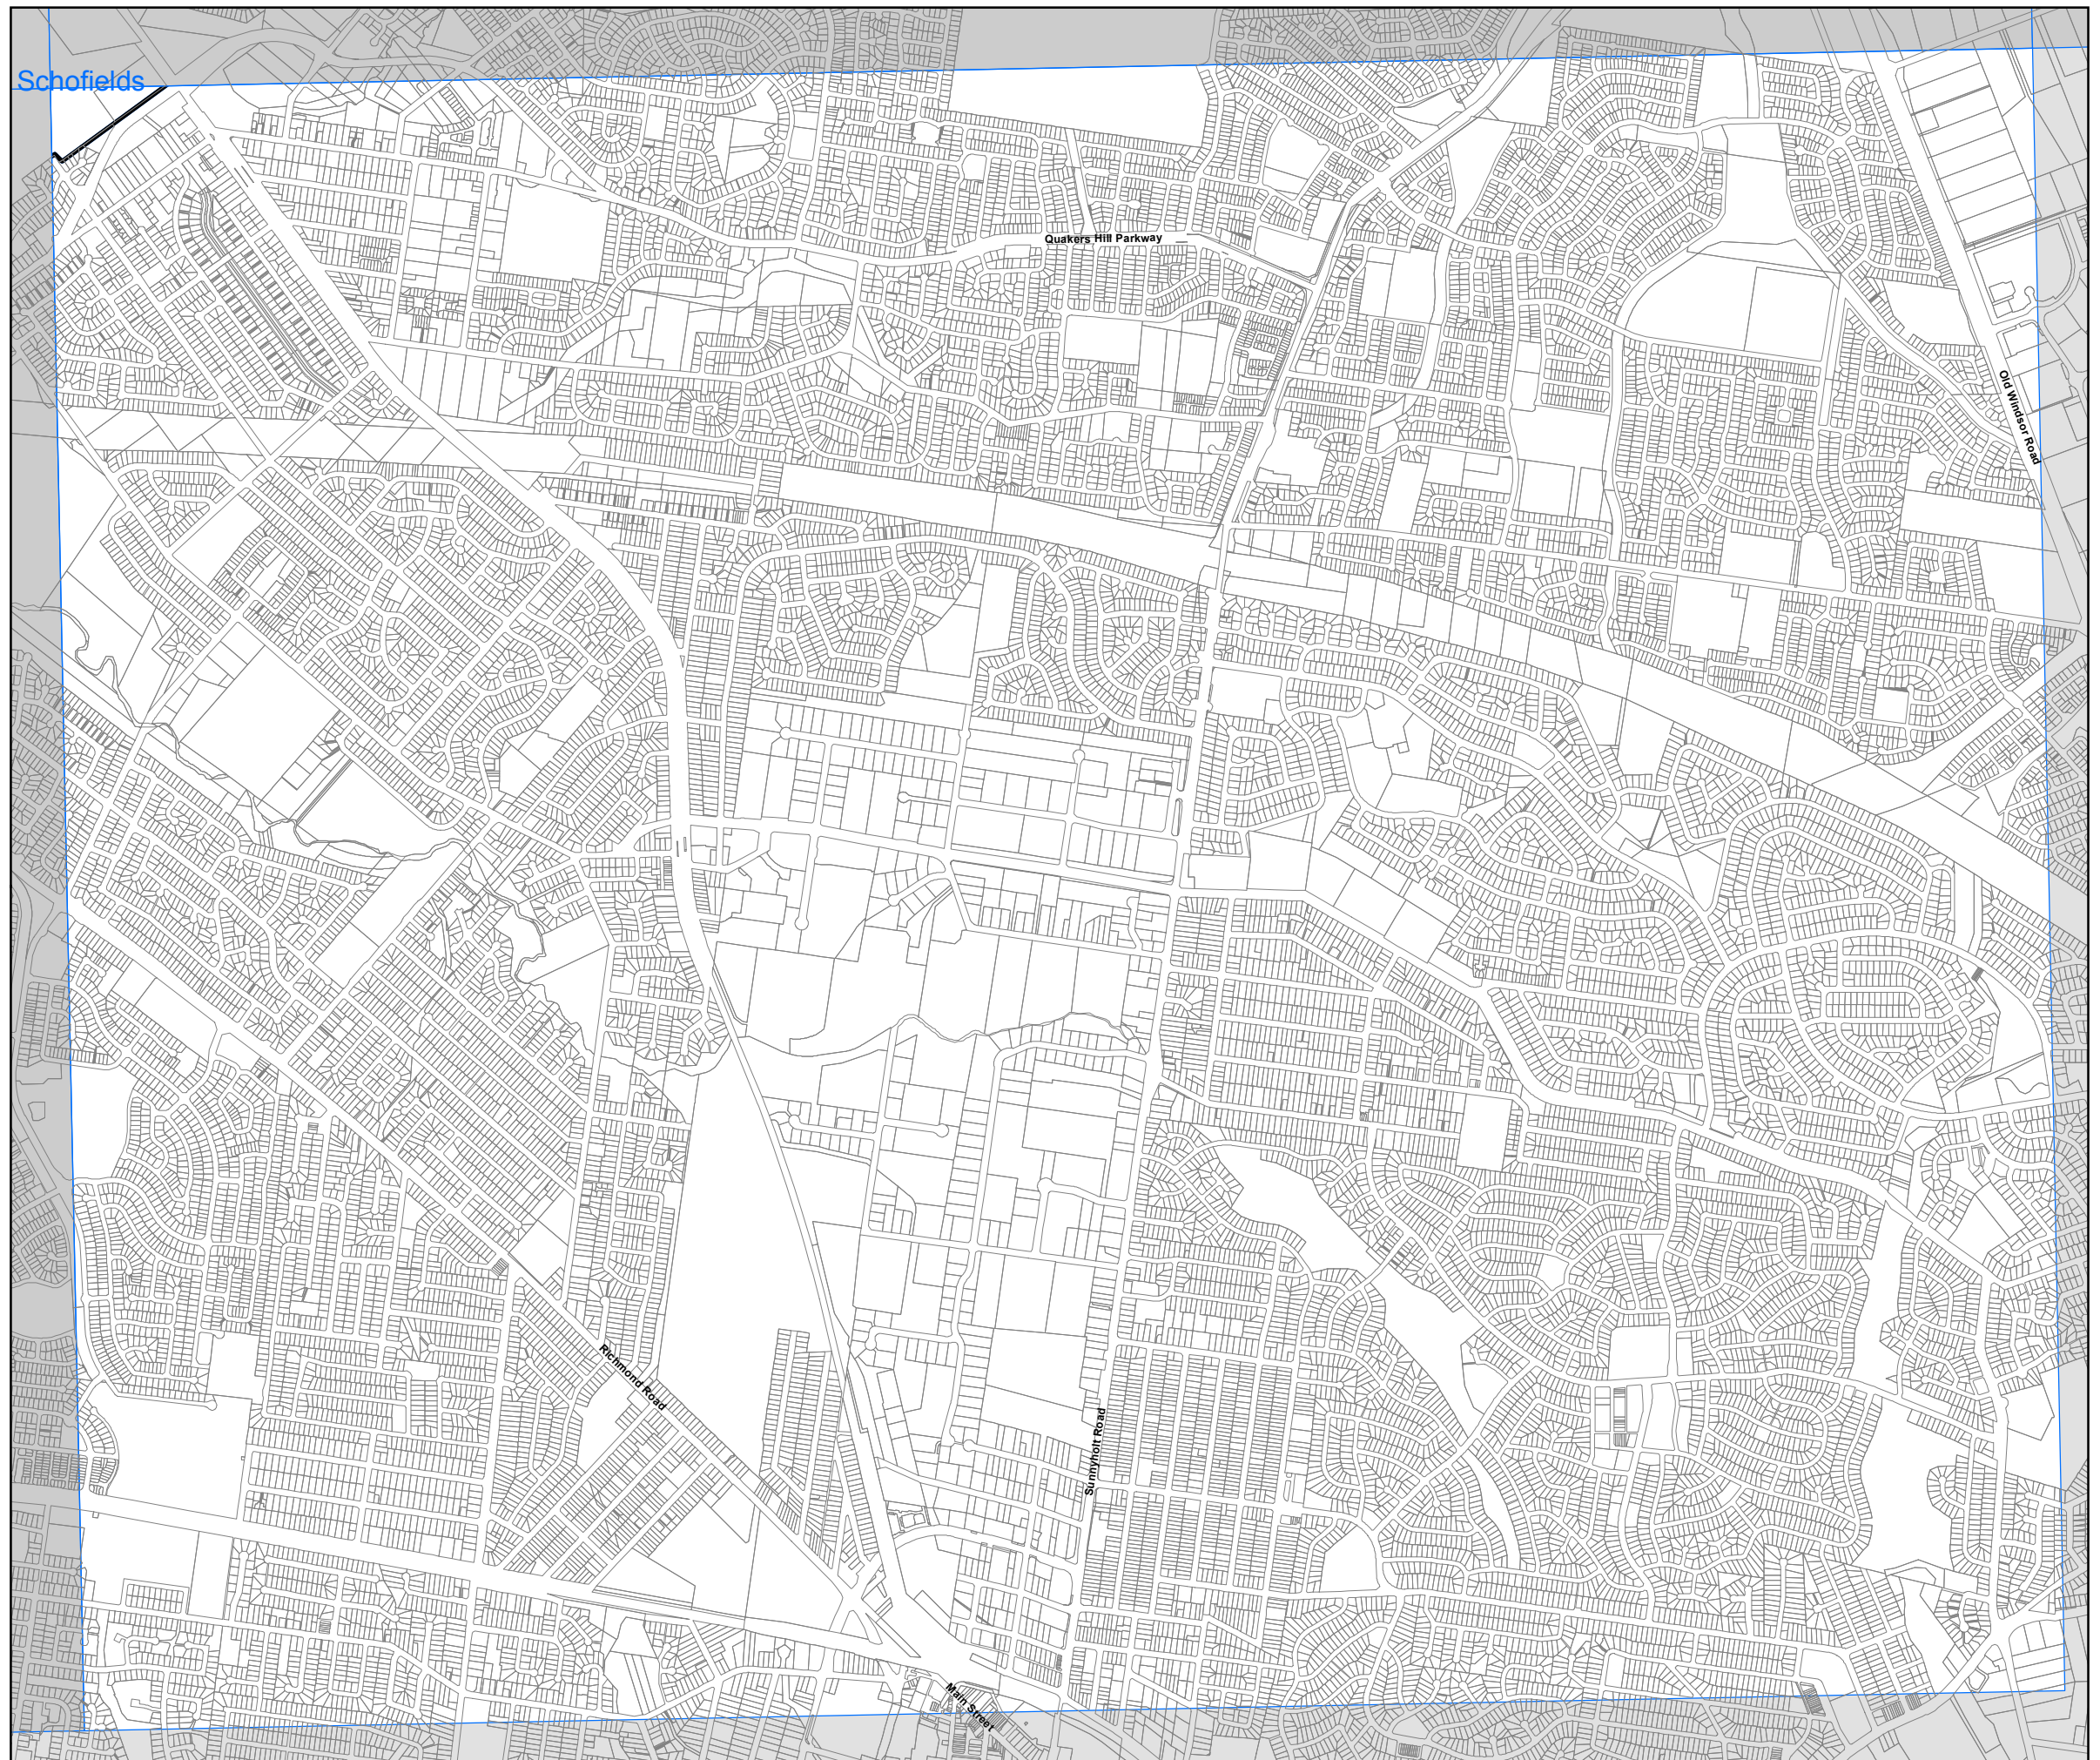 Schofields
Quakers Hill Parkway
Old Windsor Road
Richmond Road
Sunnyholt Road
Main Street